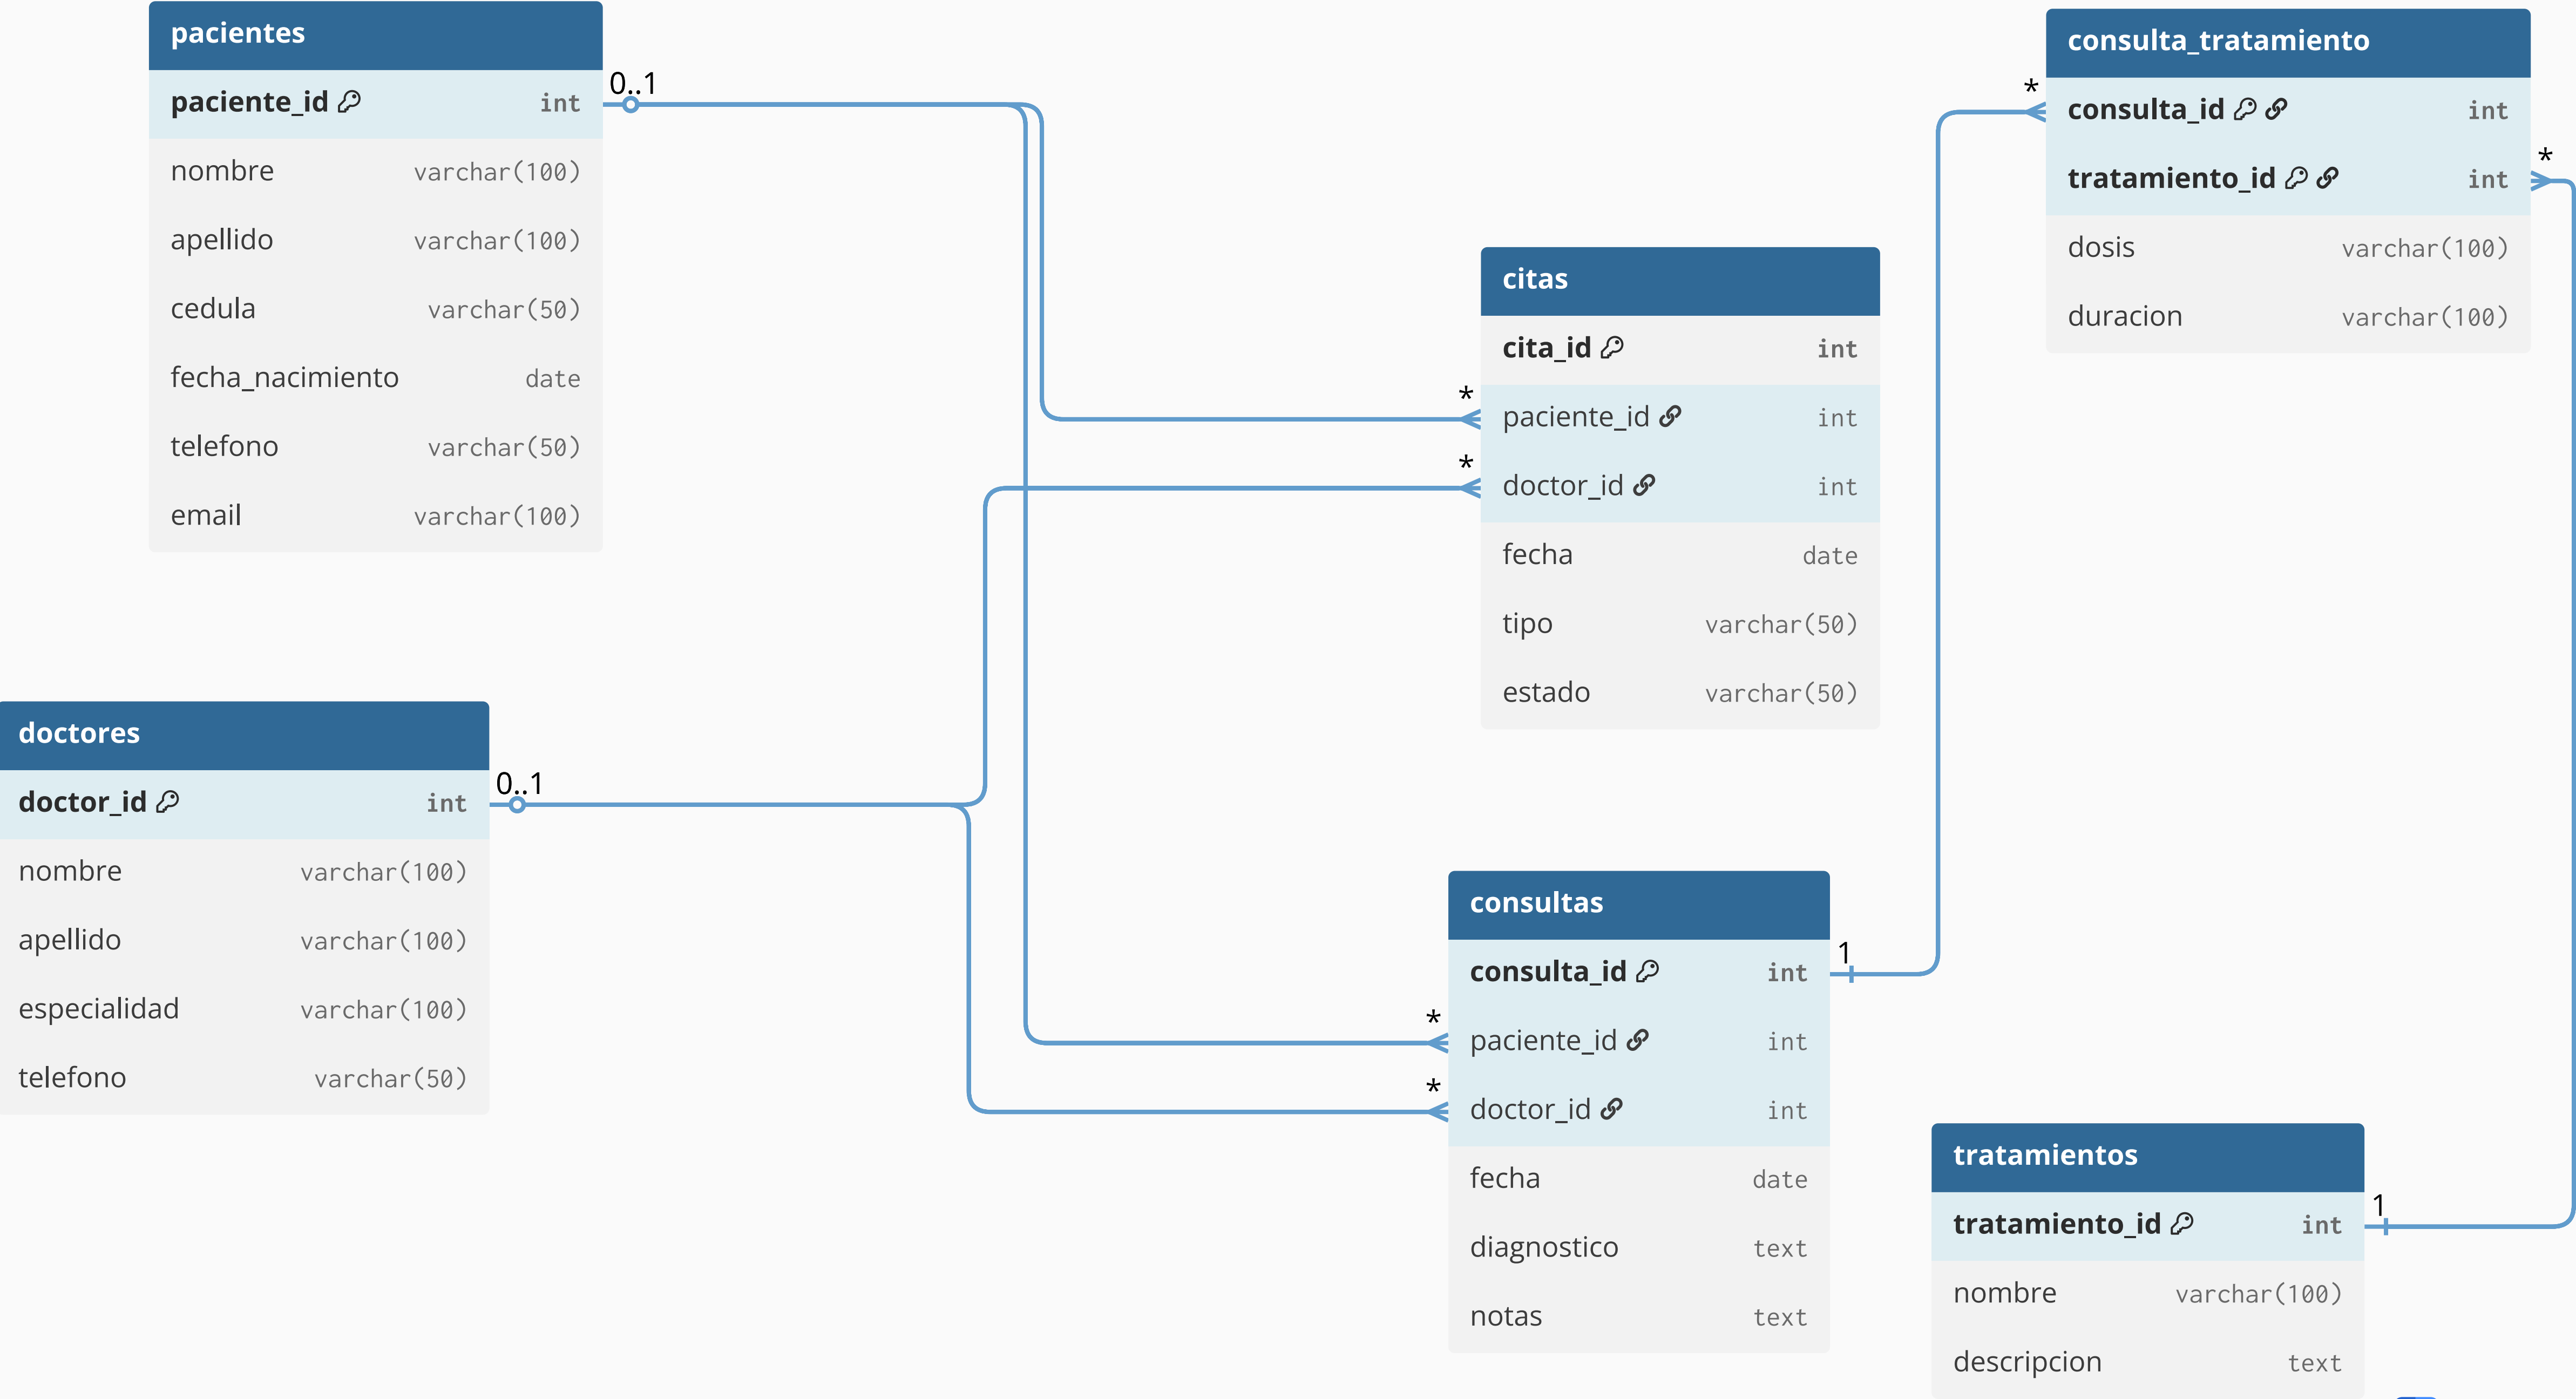 pacientes
paciente_id int
nombre varchar(100)
apellido varchar(100)
cedula varchar(50)
fecha_nacimiento date
telefono varchar(50)
email varchar(100)
0..1
doctores
doctor_id int
nombre varchar(100)
apellido varchar(100)
especialidad varchar(100)
telefono varchar(50)
0..1
citas
cita_id int
* paciente_id int
* doctor_id int
fecha date
tipo varchar(50)
estado varchar(50)
consultas
consulta_id int 1
* paciente_id int
* doctor_id int
fecha date
diagnostico text
notas text
consulta_tratamiento
* consulta_id int
tratamiento_id int *
dosis varchar(100)
duracion varchar(100)
tratamientos
tratamiento_id int 1
nombre varchar(100)
descripcion text